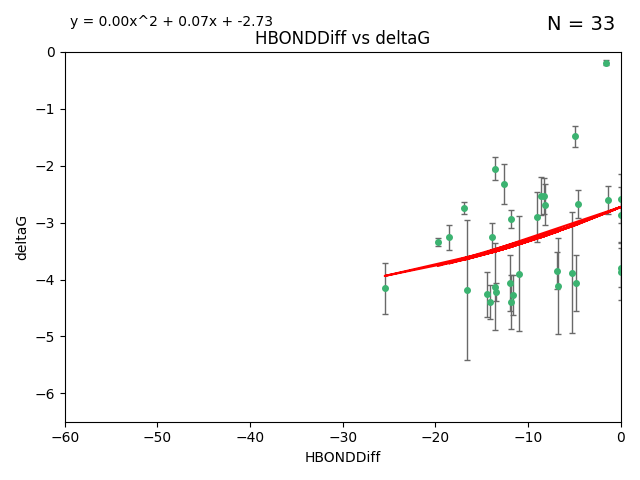 y = 0.00x^2 + 0.07x + -2.73
N = 33
HBONDDiff vs deltaG
0
−1
−2
−3
−4
−5
−6
deltaG
−60 −50 −40 −30 −20 −10 0
HBONDDiff